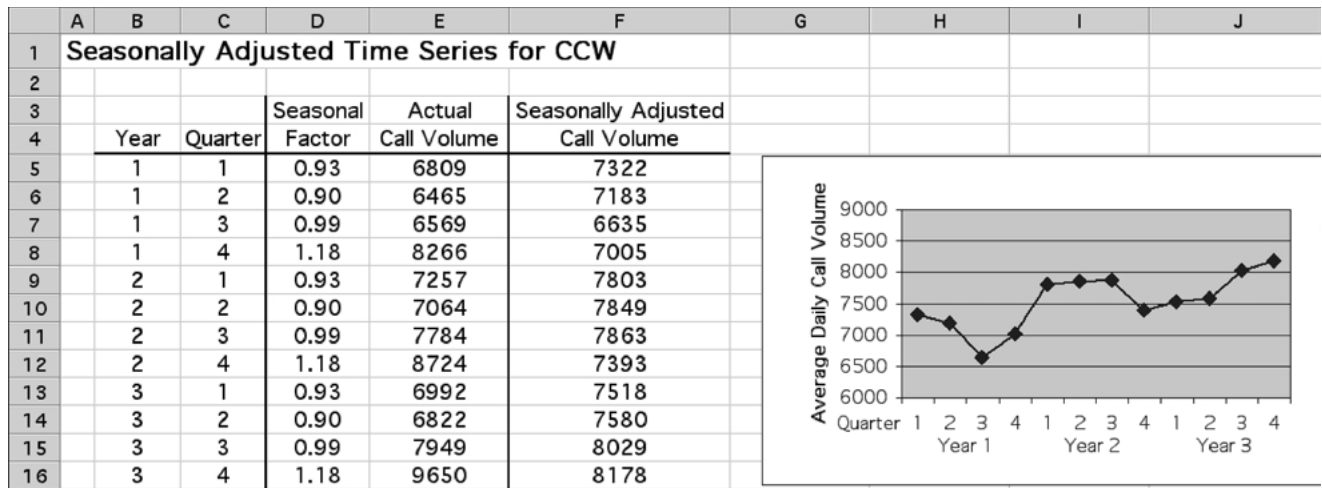 A B C D E F G H I J
1 Seasonally Adjusted Time Series for CCW
2
3 Seasonal Actual Seasonally Adjusted
4 Year Quarter Factor Call Volume Call Volume
5 1 1 0.93 6809 7322
6 1 2 0.90 6465 7183
7 1 3 0.99 6569 6635
8 1 4 1.18 8266 7005
9 2 1 0.93 7257 7803
10 2 2 0.90 7064 7849
11 2 3 0.99 7784 7863
12 2 4 1.18 8724 7393
13 3 1 0.93 6992 7518
14 3 2 0.90 6822 7580
15 3 3 0.99 7949 8029
16 3 4 1.18 9650 8178
Average Daily Call Volume
9000
8500
8000
7500
7000
6500
6000
Quarter 1 2 3 4 1 2 3 4 1 2 3 4
Year 1 Year 2 Year 3